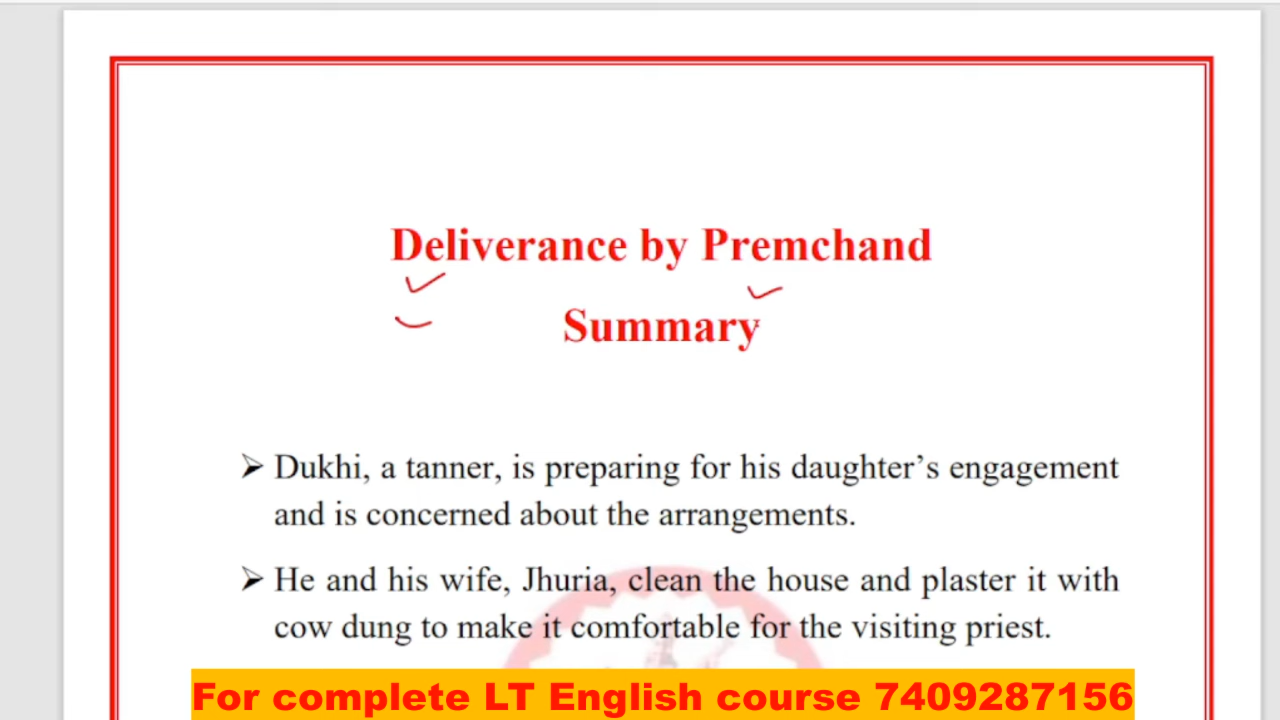 Deliverance by Premchand
Summary
➢ Dukhi, a tanner, is preparing for his daughter’s engagement
and is concerned about the arrangements.
➢ He and his wife, Jhuria, clean the house and plaster it with
cow dung to make it comfortable for the visiting priest.
For complete LT English course 7409287156